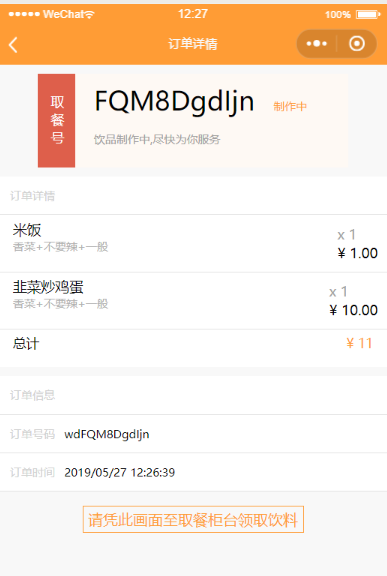 WeChat 12:27 100%
订单详情
取餐号
FQM8DgdIjn 制作中
饮品制作中,尽快为你服务
订单详情
米饭
香菜+不要辣+一般
x 1
¥ 1.00
韭菜炒鸡蛋
香菜+不要辣+一般
x 1
¥ 10.00
总计 ¥ 11
订单信息
订单号码 wdFQM8DgdIjn
订单时间 2019/05/27 12:26:39
请凭此画面至取餐柜台领取饮料